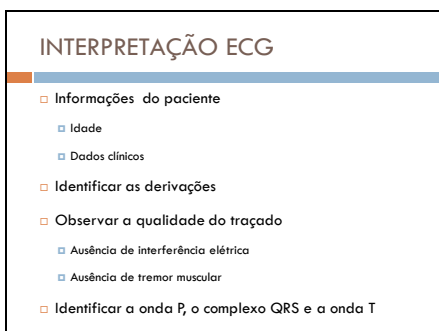 INTERPRETAÇÃO ECG
Informações do paciente
Idade
Dados clínicos
Identificar as derivações
Observar a qualidade do traçado
Ausência de interferência elétrica
Ausência de tremor muscular
Identificar a onda P, o complexo QRS e a onda T